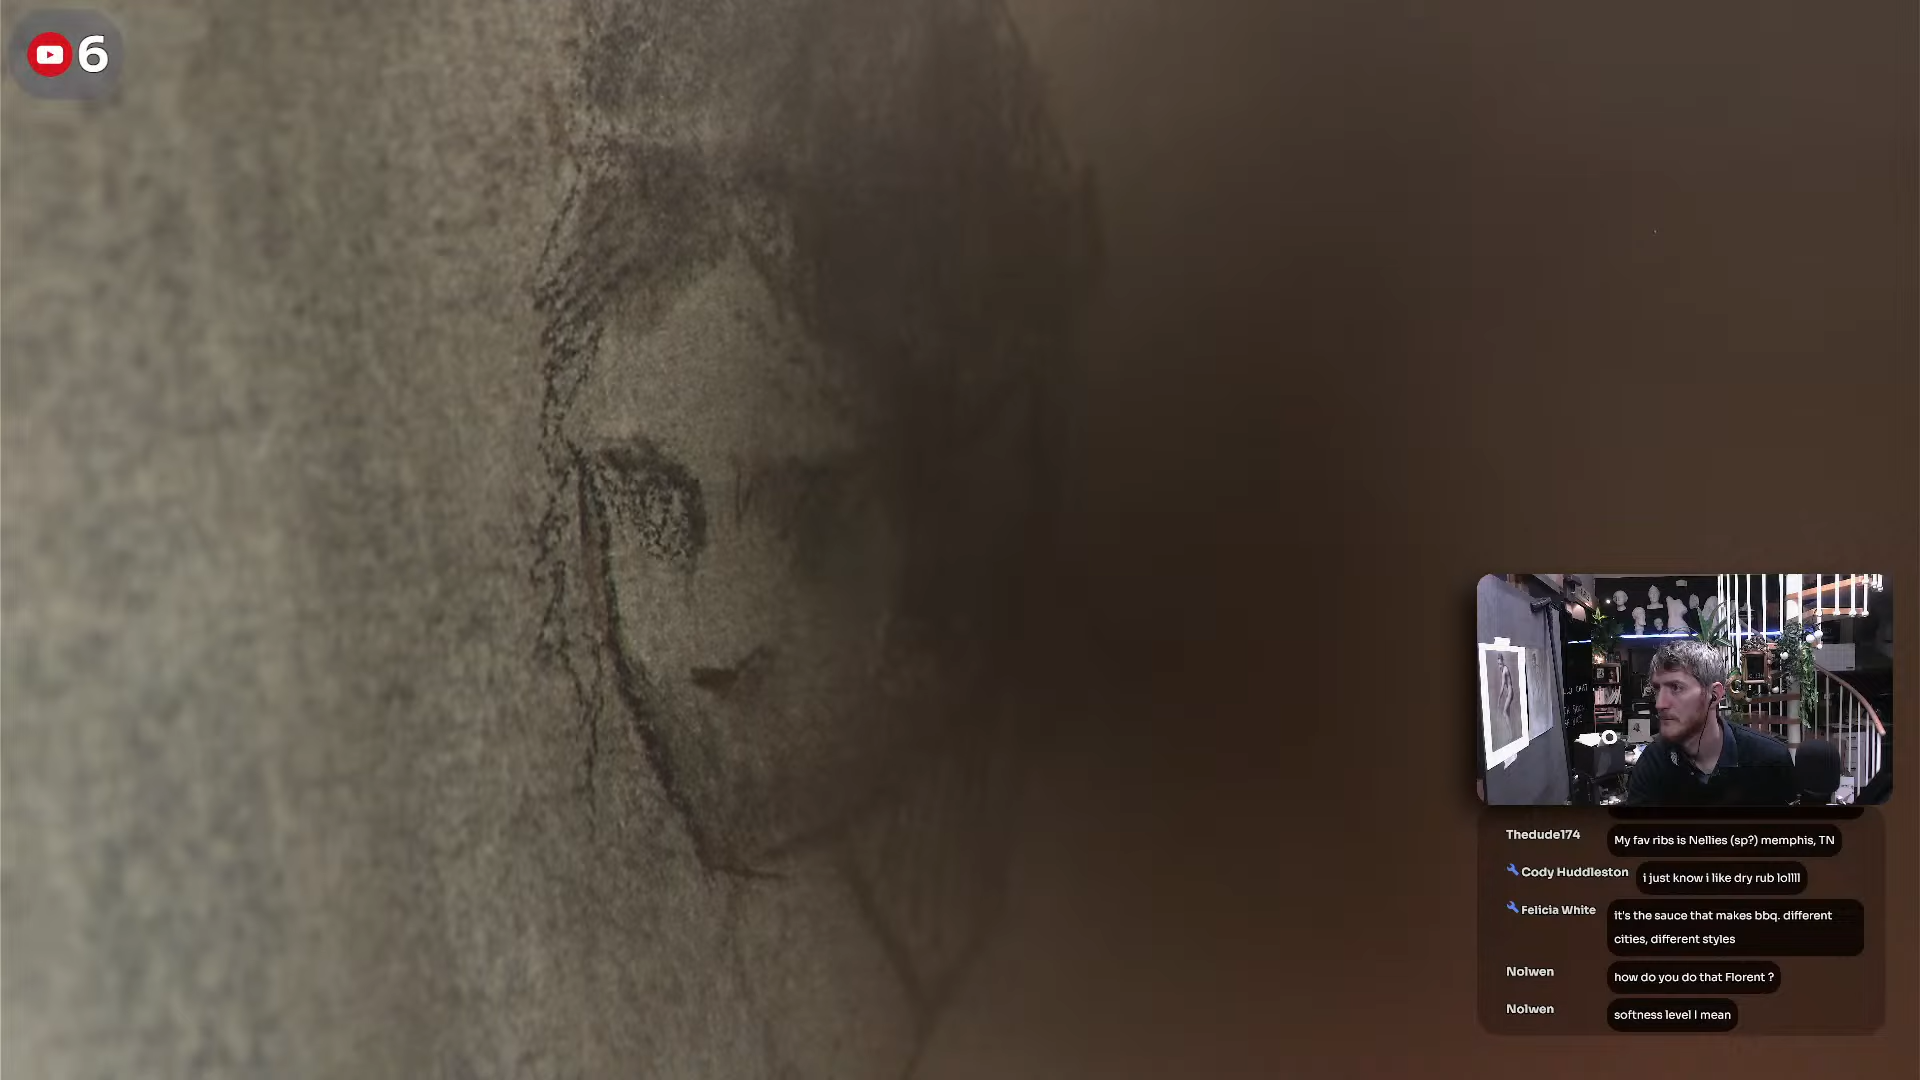 6
Thedude174
My fav ribs is Nellies (sp?) memphis, TN
Cody Huddleston
i just know i like dry rub lollll
Felicia White
it's the sauce that makes bbq. different
cities, different styles
Nolwen
how do you do that Florent ?
Nolwen
softness level I mean